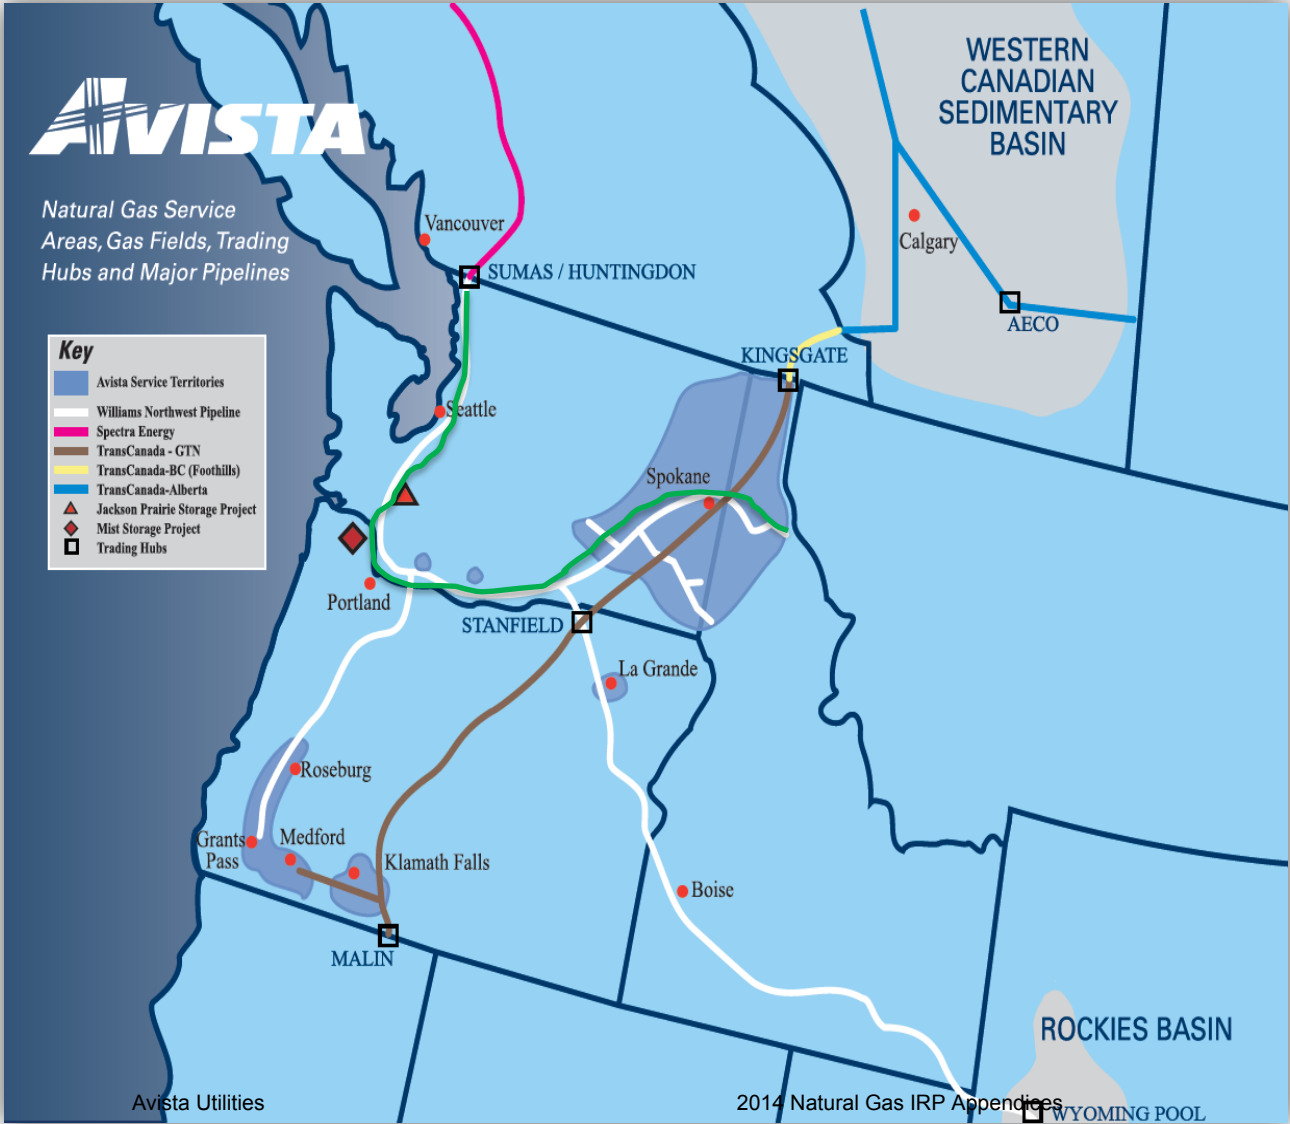 AVISTA
Natural Gas Service
Areas, Gas Fields, Trading
Hubs and Major Pipelines
Key
Avista Service Territories
Williams Northwest Pipeline
Spectra Energy
TransCanada - GTN
TransCanada-BC (Foothills)
TransCanada-Alberta
Jackson Prairie Storage Project
Mist Storage Project
Trading Hubs
WESTERN
CANADIAN
SEDIMENTARY
BASIN
Vancouver
Calgary
SUMAS / HUNTINGDON
AECO
KINGSGATE
Seattle
Spokane
Portland
STANFIELD
La Grande
Roseburg
Grants
Pass
Medford
Klamath Falls
Boise
MALIN
ROCKIES BASIN
WYOMING POOL
Avista Utilities
2014 Natural Gas IRP Appendices